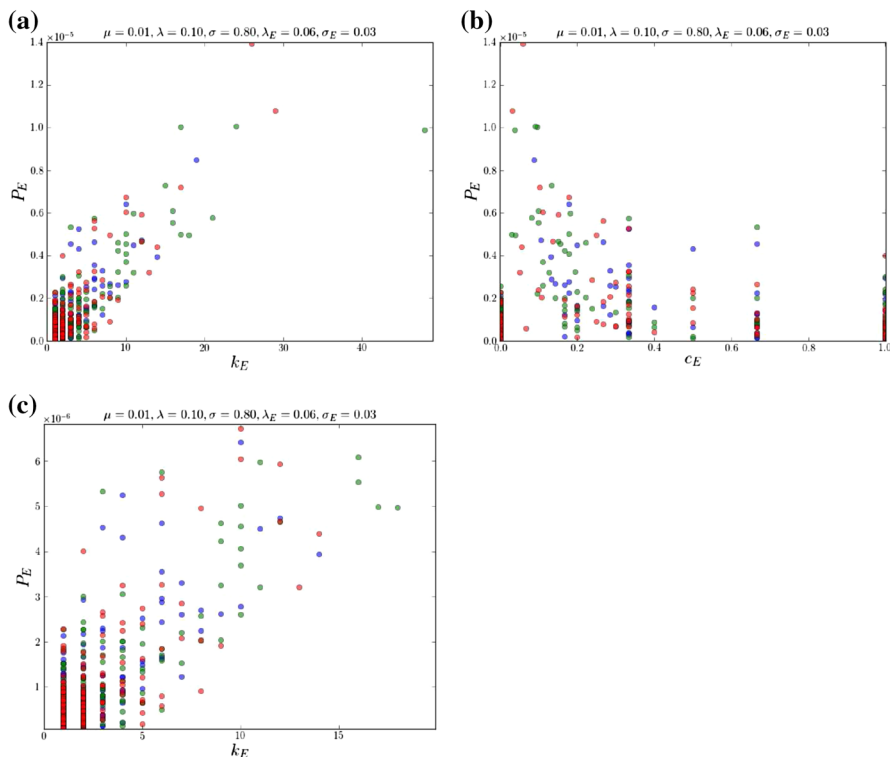 (a)
μ = 0.01, λ = 0.10, σ = 0.80, λ_E = 0.06, σ_E = 0.03
×10⁻⁵
1.4
1.2
1.0
0.8
0.6
0.4
0.2
0.0
P_E
0 10 20 30 40
k_E
(b)
μ = 0.01, λ = 0.10, σ = 0.80, λ_E = 0.06, σ_E = 0.03
×10⁻⁵
1.4
1.2
1.0
0.8
0.6
0.4
0.2
0.0
P_E
0.0 0.2 0.4 0.6 0.8 1.0
c_E
(c)
μ = 0.01, λ = 0.10, σ = 0.80, λ_E = 0.06, σ_E = 0.03
×10⁻⁶
6
5
4
3
2
1
P_E
0 5 10 15
k_E